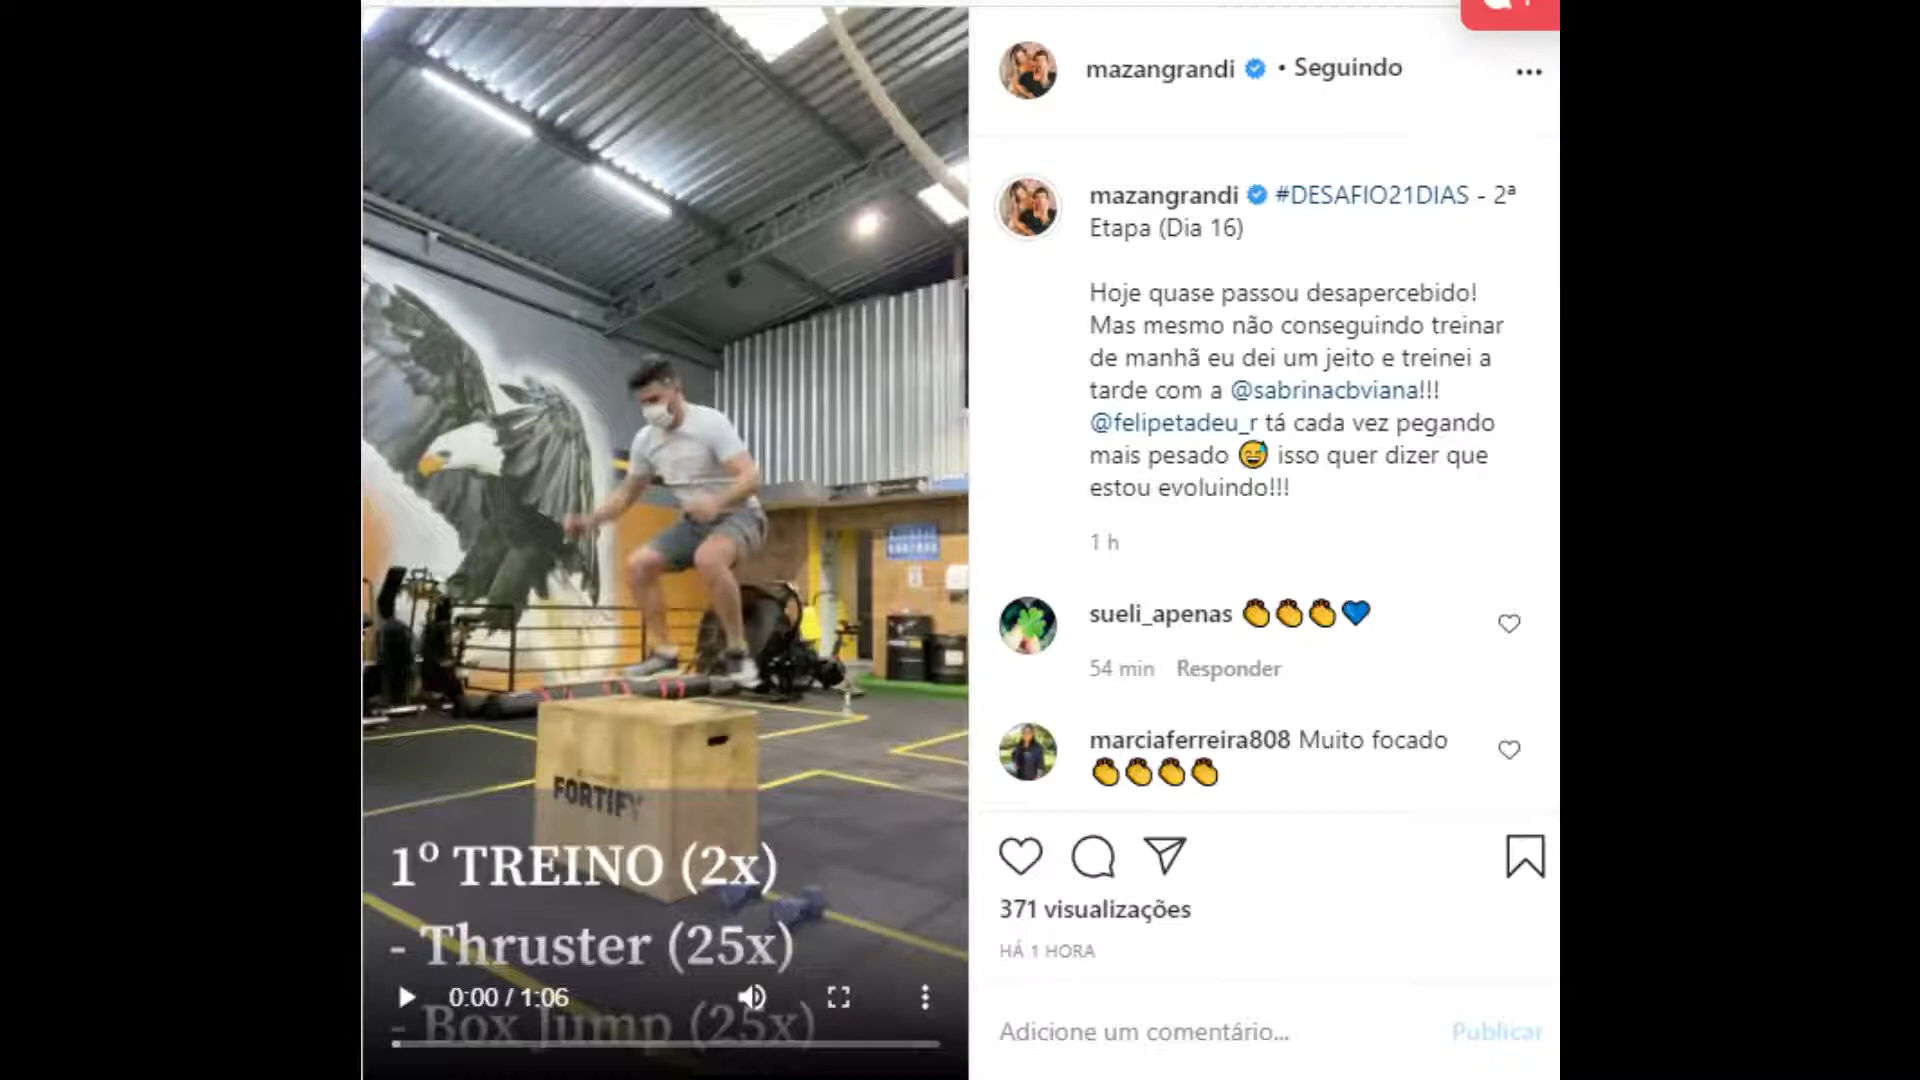 mazangrandi • Seguindo
mazangrandi #DESAFIO21DIAS - 2ª
Etapa (Dia 16)
Hoje quase passou desapercebido!
Mas mesmo não conseguindo treinar
de manhã eu dei um jeito e treinei a
tarde com a @sabrinacbviana!!!
@felipetadeu_r tá cada vez pegando
mais pesado 😅 isso quer dizer que
estou evoluindo!!!
1 h
sueli_apenas 👏👏👏💙
54 min Responder
marciaferreira808 Muito focado
👏👏👏👏
371 visualizações
HÁ 1 HORA
Adicione um comentário... Publicar
FORTIFY
1º TREINO (2x)
- Thruster (25x)
0:00 / 1:06
- Box Jump (25x)